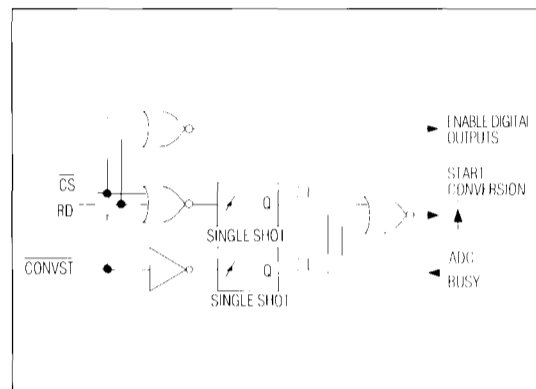 ENABLE DIGITAL
OUTPUTS
START
CONVERSION
CS
RD
Q
SINGLE SHOT
CONVST
Q
ADC
BUSY
SINGLE SHOT